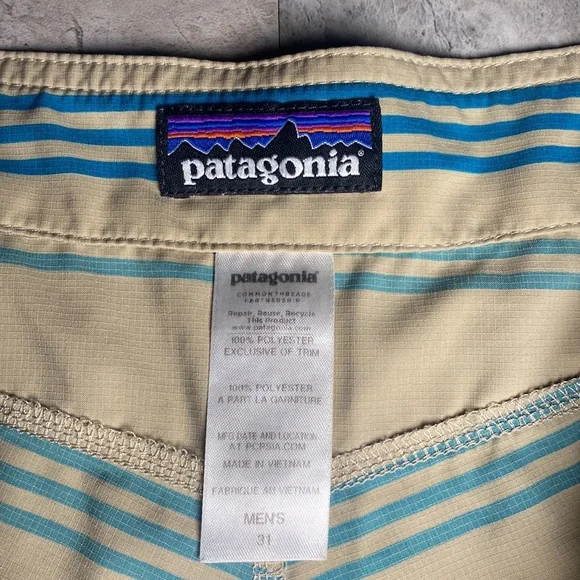 patagonia®
patagonia®
COMMON THREADS
PARTNERSHIP
Repair, Reuse, Recycle
This Product
www.patagonia.com
100% POLYESTER
EXCLUSIVE OF TRIM
100% POLYESTER
A PART LA GARNITURE
MFG DATE AND LOCATION
AT PCPSIA.COM
MADE IN VIETNAM
FABRIQUE AU VIETNAM
MEN'S
31